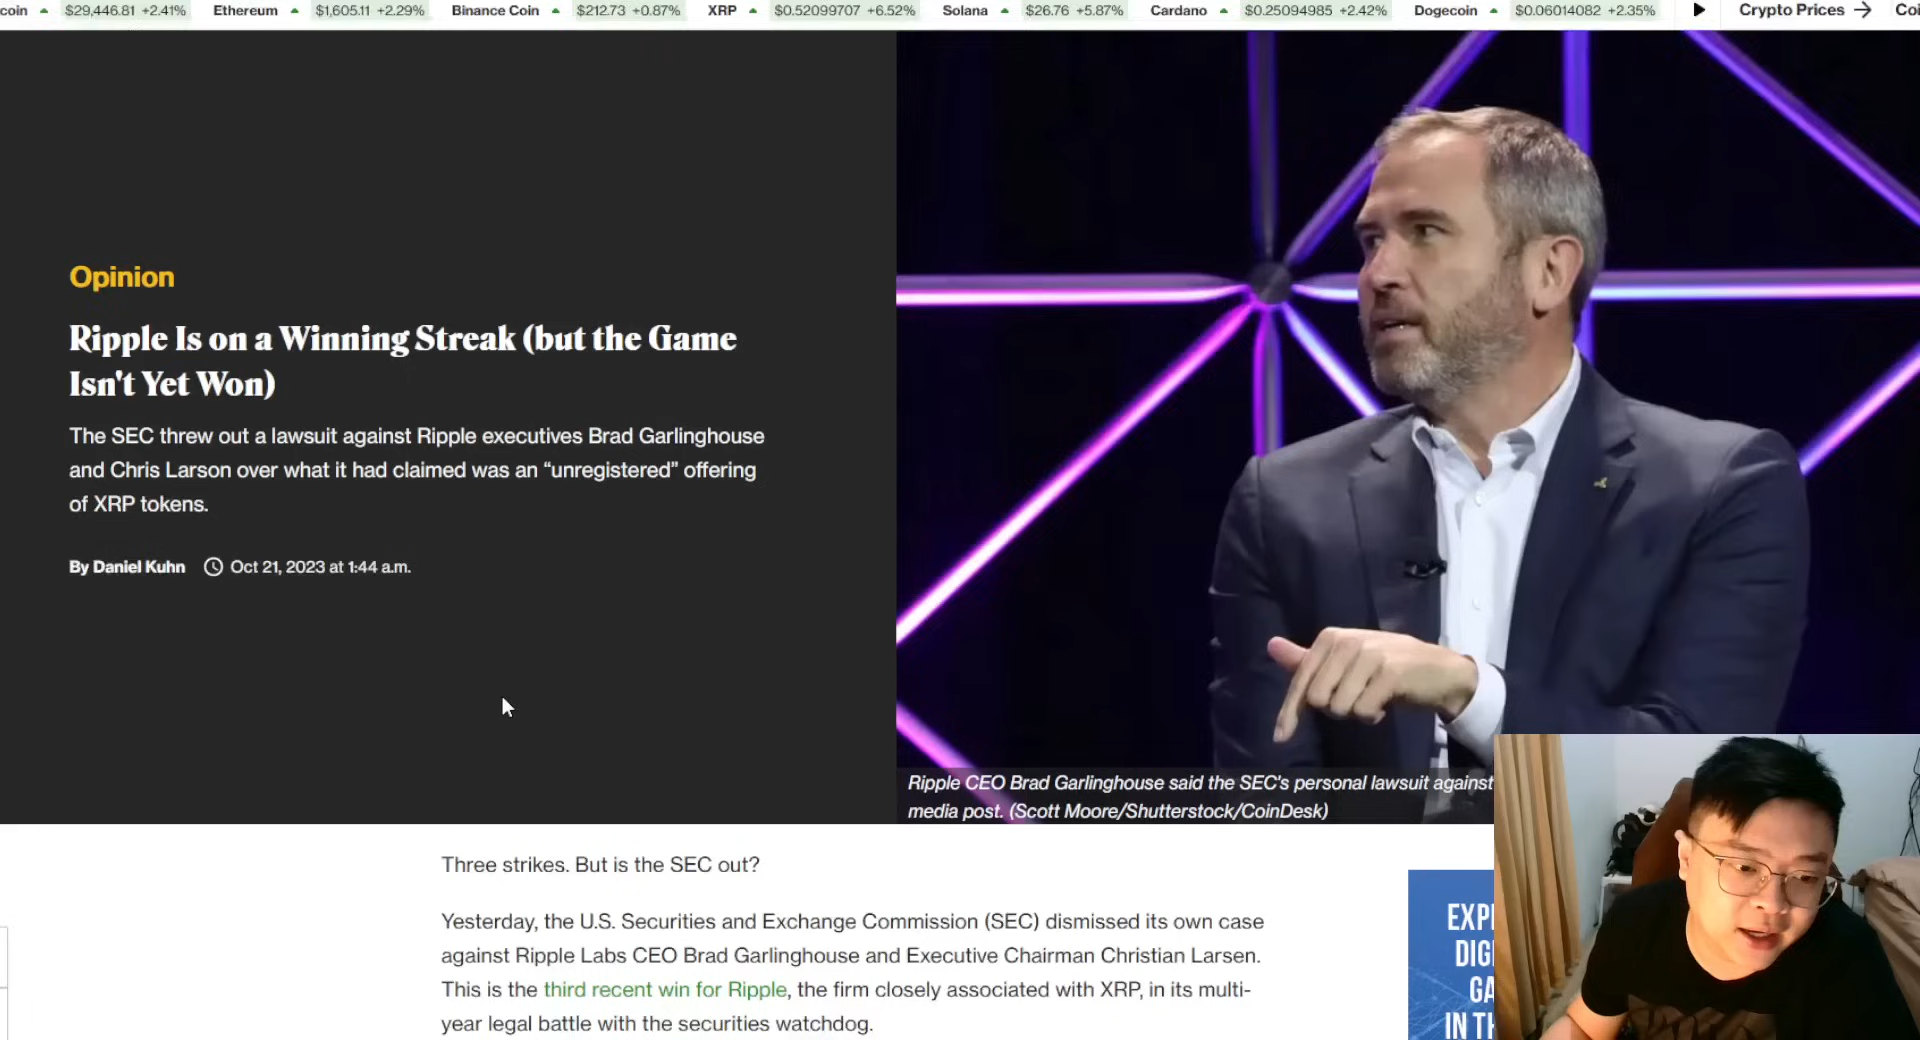 coin $29,446.81 +2.41% Ethereum $1,605.11 +2.29% Binance Coin $212.73 +0.87% XRP $0.52099707 +6.52% Solana $26.76 +5.87% Cardano $0.25094985 +2.42% Dogecoin $0.06014082 +2.35% Crypto Prices → Coi
Opinion
Ripple Is on a Winning Streak (but the Game
Isn't Yet Won)
The SEC threw out a lawsuit against Ripple executives Brad Garlinghouse
and Chris Larson over what it had claimed was an “unregistered” offering
of XRP tokens.
By Daniel Kuhn Oct 21, 2023 at 1:44 a.m.
Ripple CEO Brad Garlinghouse said the SEC's personal lawsuit against
media post. (Scott Moore/Shutterstock/CoinDesk)
Three strikes. But is the SEC out?
Yesterday, the U.S. Securities and Exchange Commission (SEC) dismissed its own case
against Ripple Labs CEO Brad Garlinghouse and Executive Chairman Christian Larsen.
This is the third recent win for Ripple, the firm closely associated with XRP, in its multi-
year legal battle with the securities watchdog.
EXP
DIG
GA
IN TH